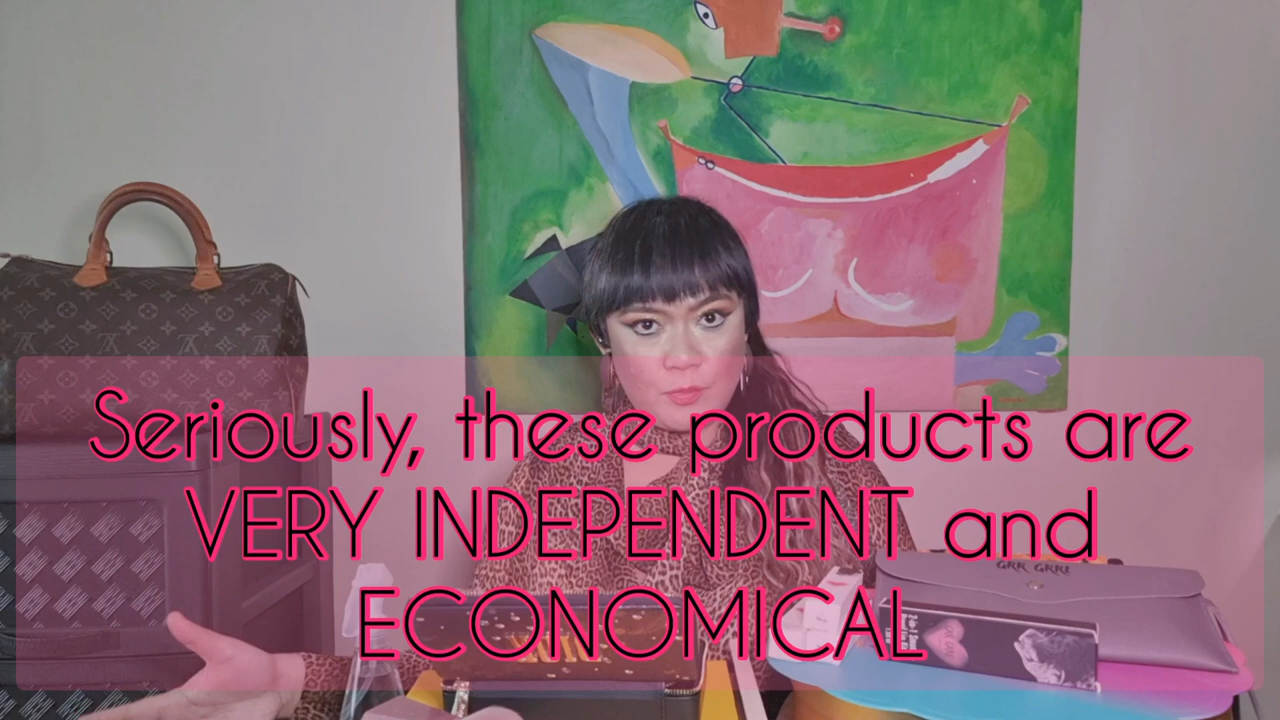 Seriously, these products are
VERY INDEPENDENT and
ECONOMICAL
GRR GRR!